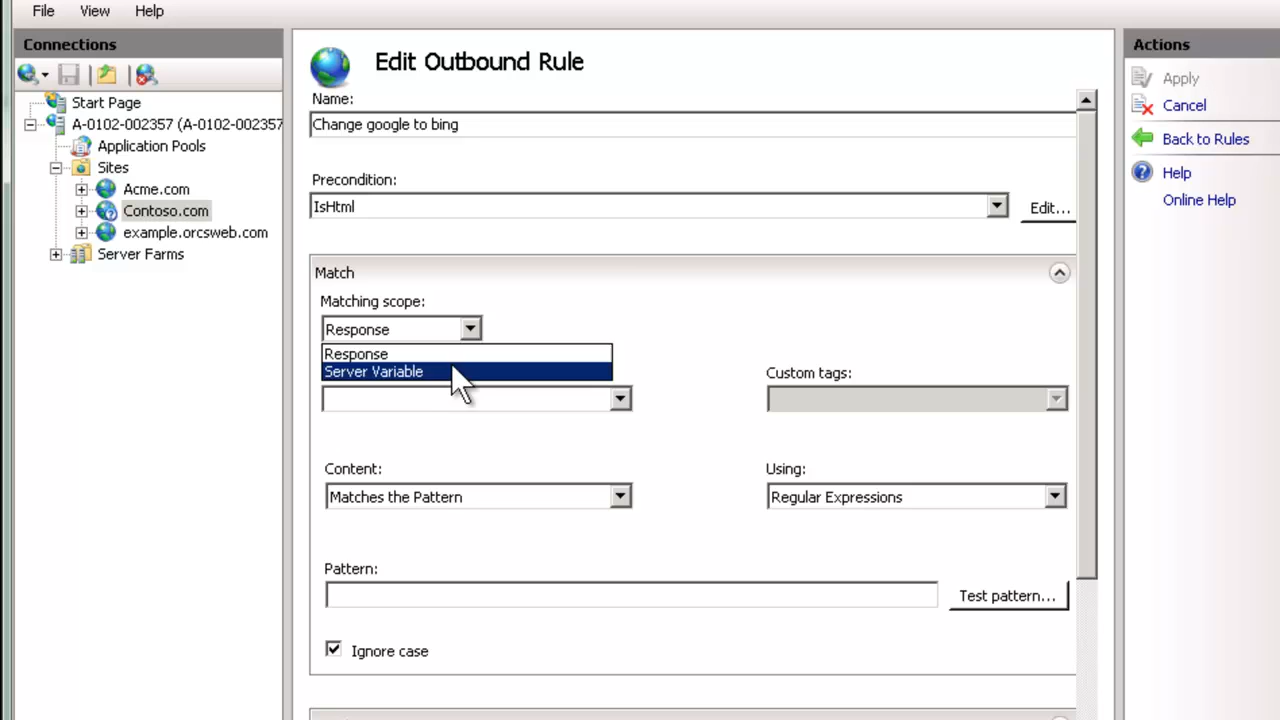 File View Help
Connections
Start Page
A-0102-002357 (A-0102-002357
Application Pools
Sites
Acme.com
Contoso.com
example.orcsweb.com
Server Farms
Edit Outbound Rule
Name:
Change google to bing
Precondition:
IsHtml
Edit...
Match
Matching scope:
Response
Response
Server Variable
Custom tags:
Content:
Using:
Matches the Pattern
Regular Expressions
Pattern:
Test pattern...
Ignore case
Actions
Apply
Cancel
Back to Rules
Help
Online Help